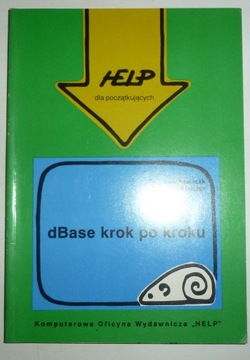 HELP
dla początkujących
dBase krok po kroku
Komputerowa Oficyna Wydawnicza „HELP"